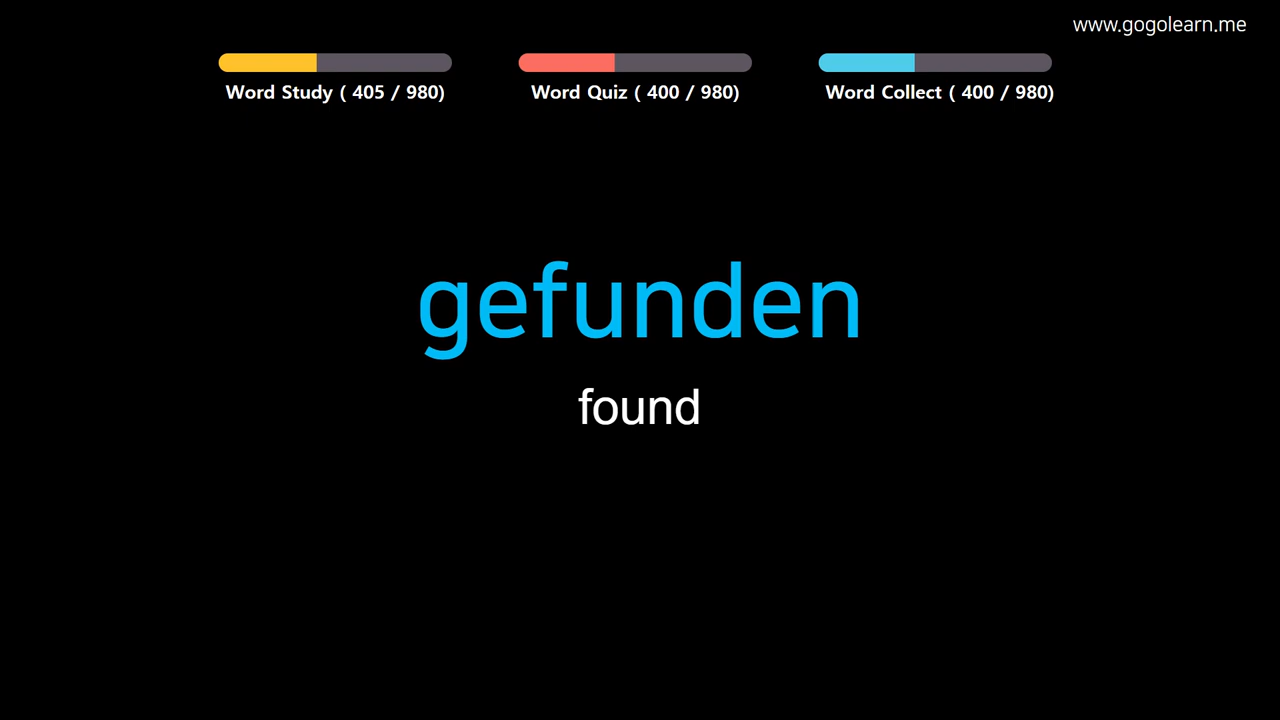 www.gogolearn.me
Word Study ( 405 / 980)
Word Quiz ( 400 / 980)
Word Collect ( 400 / 980)
gefunden
found